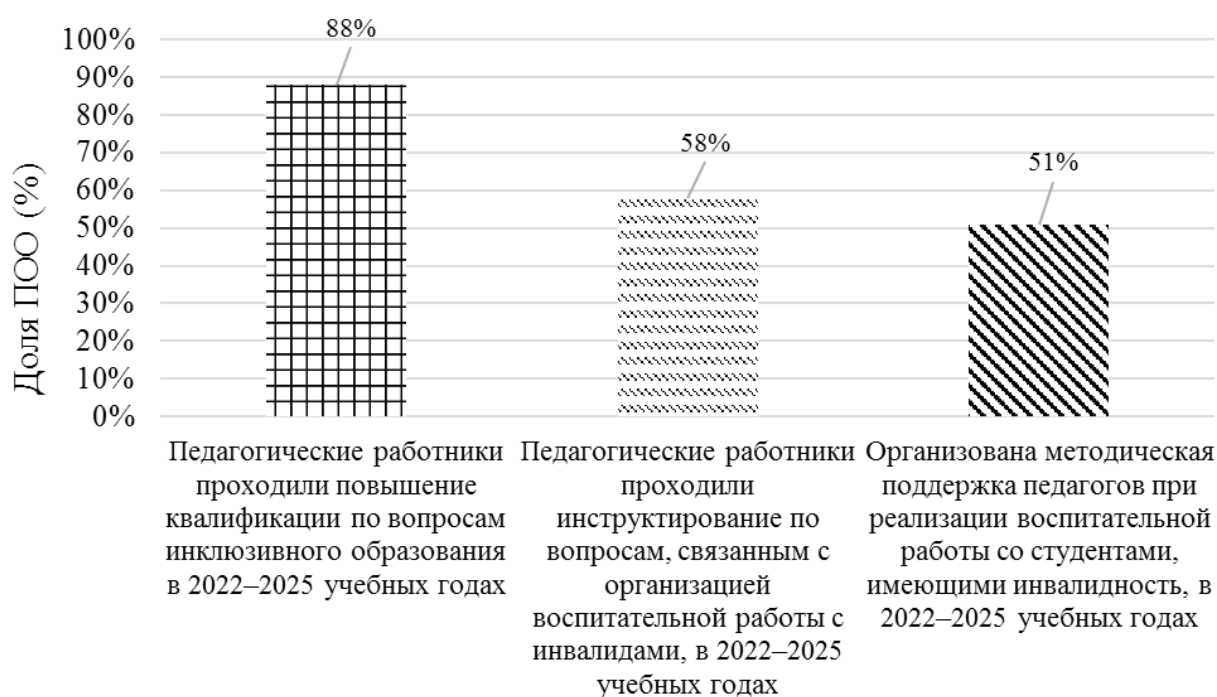 Доля ПОО (%)
100%
90%
80%
70%
60%
50%
40%
30%
20%
10%
0%
88%
58%
51%
Педагогические работники
проходили повышение
квалификации по вопросам
инклюзивного образования
в 2022–2025 учебных годах
Педагогические работники
проходили
инструктирование по
вопросам, связанным с
организацией
воспитательной работы с
инвалидами, в 2022–2025
учебных годах
Организована методическая
поддержка педагогов при
реализации воспитательной
работы со студентами,
имеющими инвалидность, в
2022–2025 учебных годах